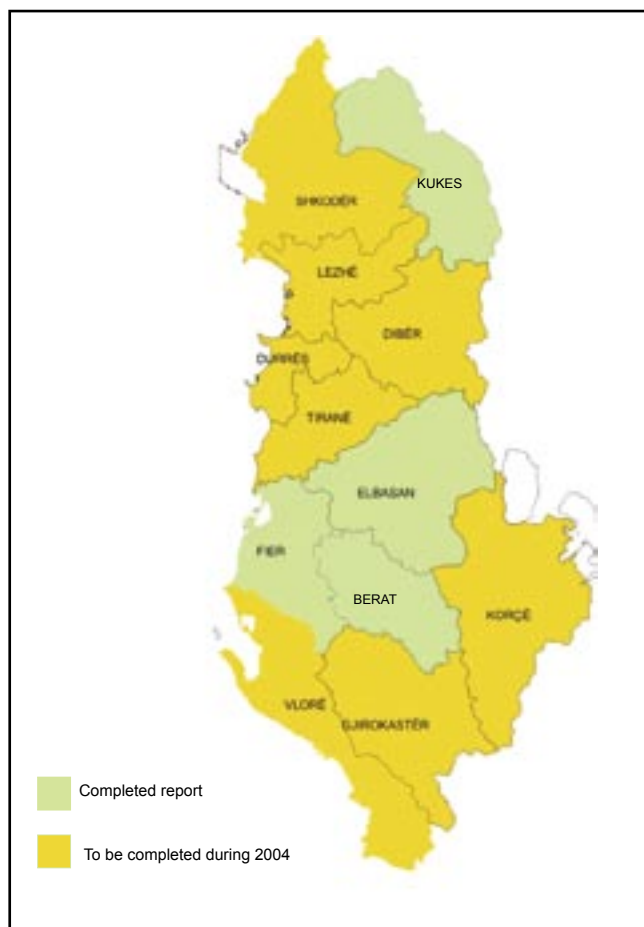 KUKES
SHKODËR
LEZHË
DIBËR
DURRËS
TIRANË
ELBASAN
FIER
BERAT
KORÇË
VLORË
GJIROKASTËR
Completed report
To be completed during 2004